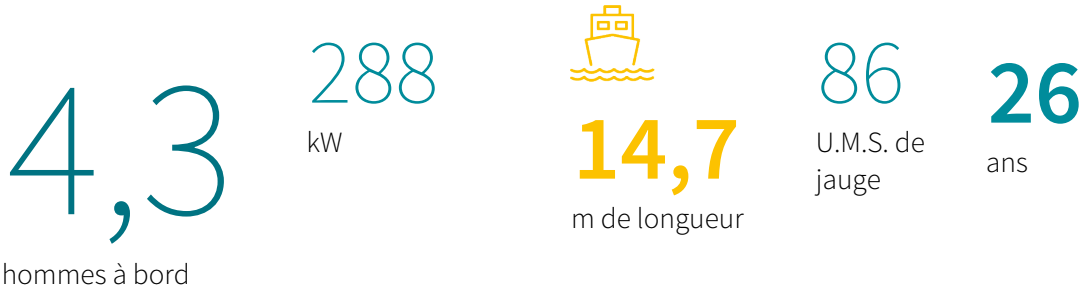 4,3
hommes à bord
288
kW
14,7
m de longueur
86
U.M.S. de
jauge
26
ans